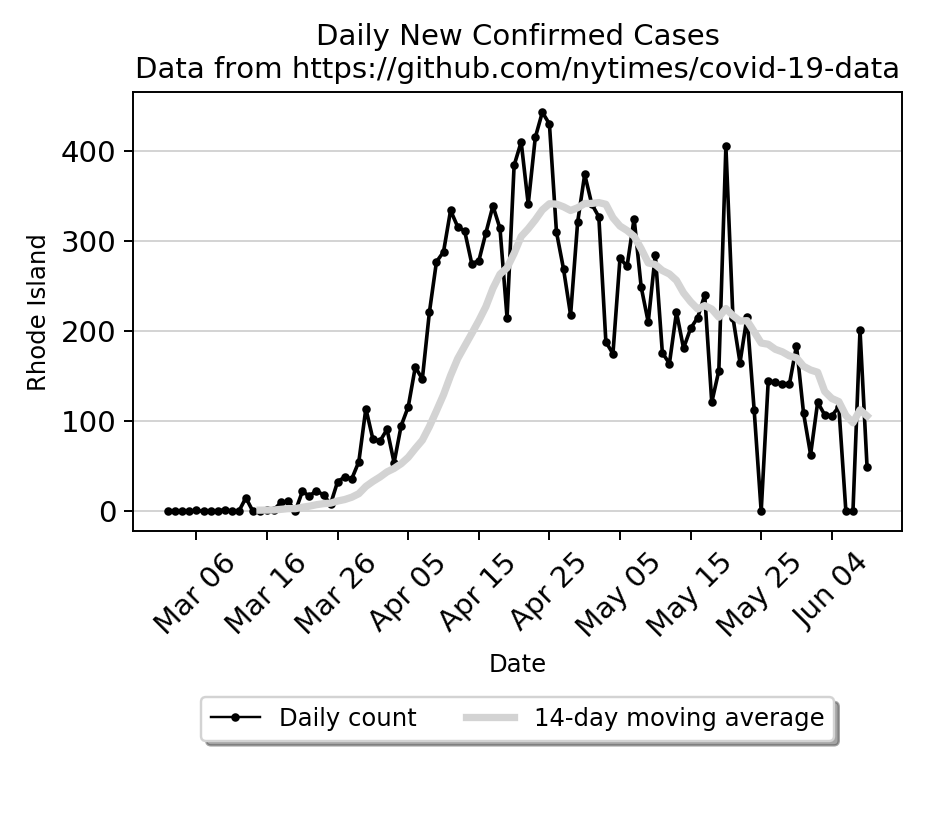 Daily New Confirmed Cases
Data from https://github.com/nytimes/covid-19-data
Rhode Island
400
300
200
100
0
Mar 06
Mar 16
Mar 26
Apr 05
Apr 15
Apr 25
May 05
May 15
May 25
Jun 04
Date
Daily count
14-day moving average